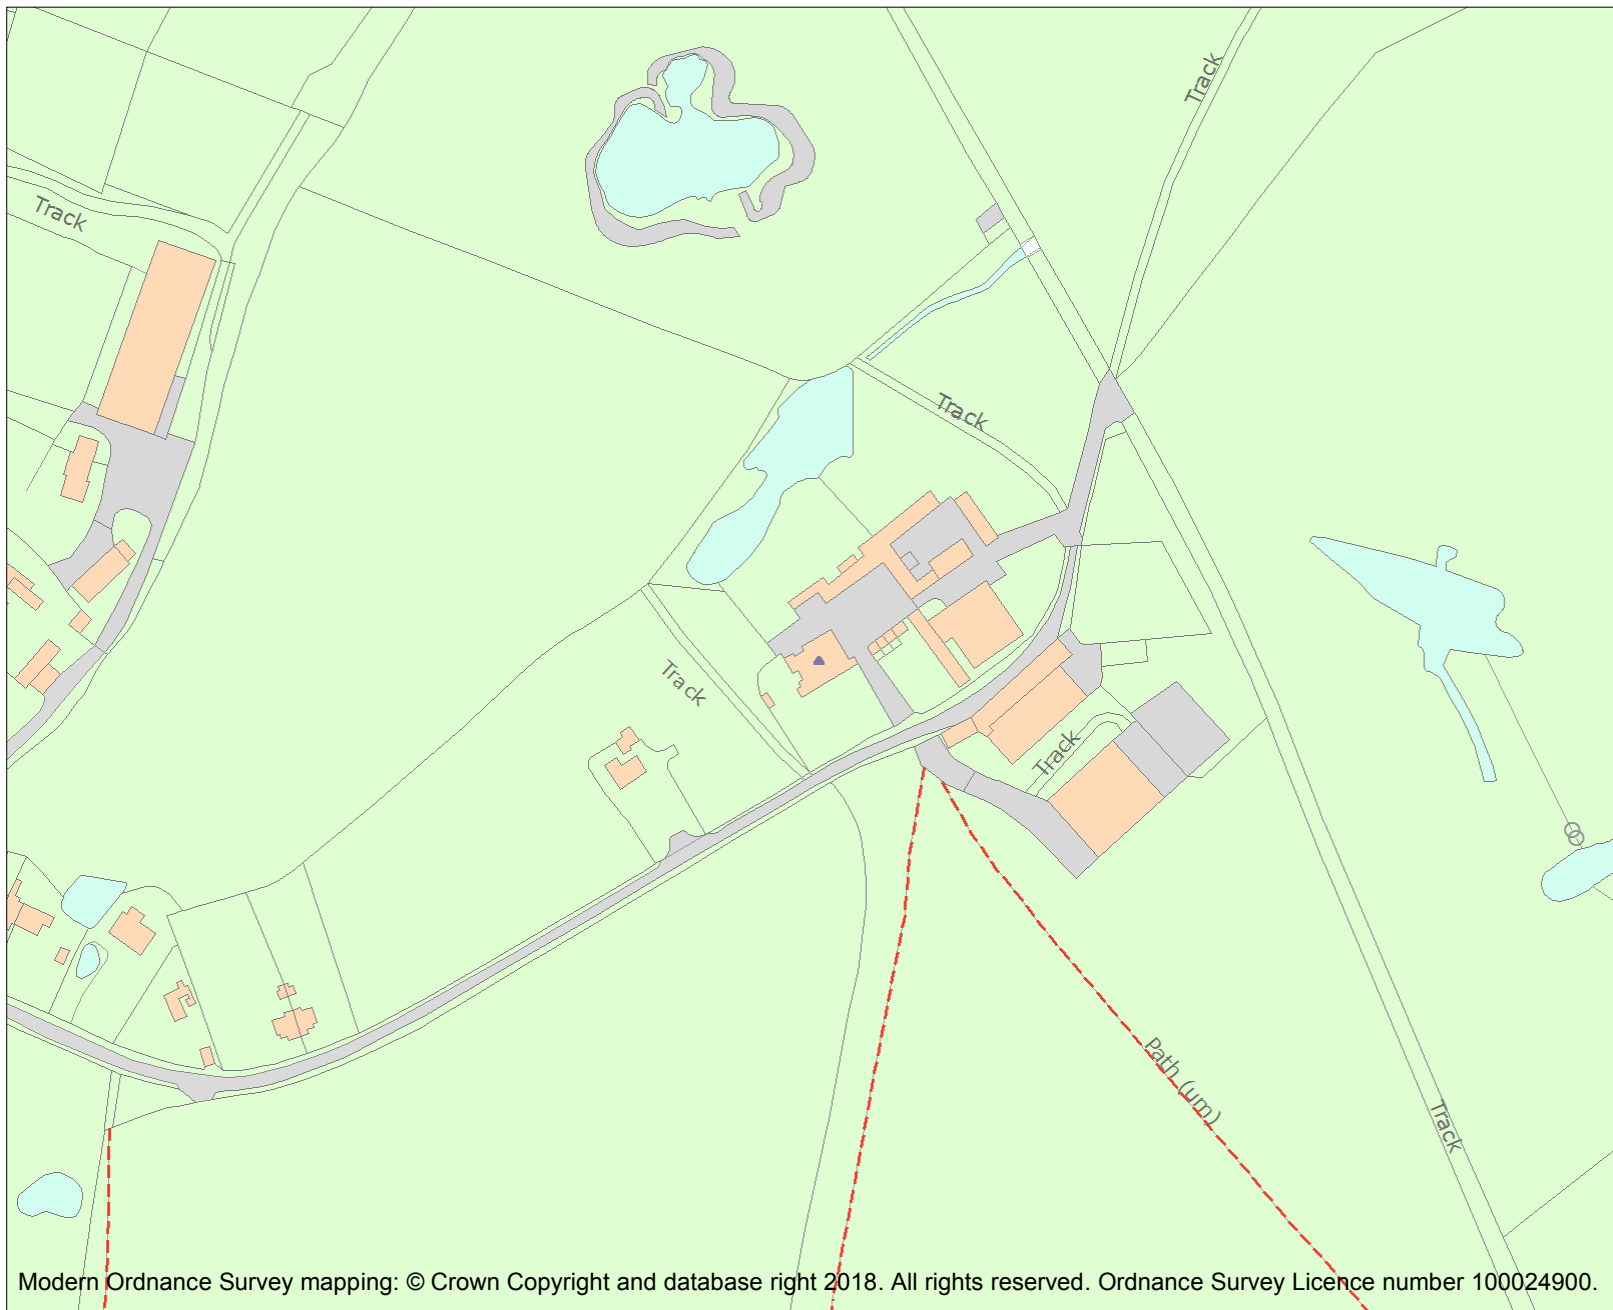 Track
Track
Track
Track
Track
Path (um)
Track
Modern Ordnance Survey mapping: © Crown Copyright and database right 2018. All rights reserved. Ordnance Survey Licence number 100024900.